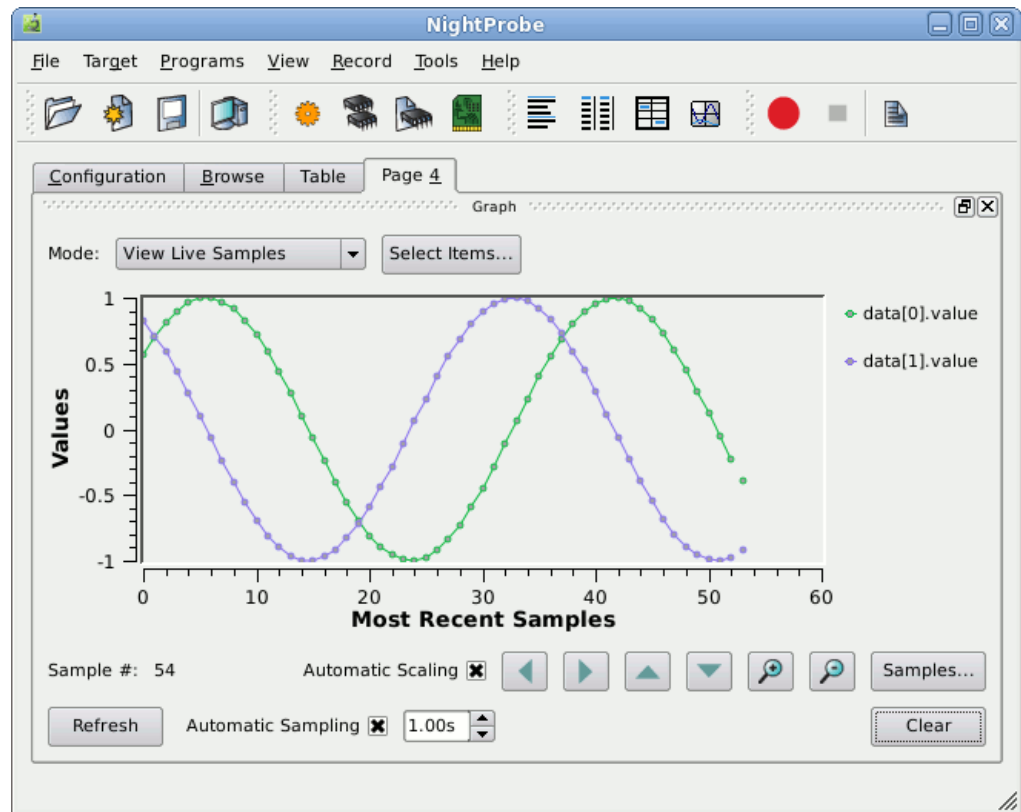 NightProbe
File Target Programs View Record Tools Help
Configuration Browse Table Page 4
Graph
Mode: View Live Samples Select Items...
1
0.5
0
-0.5
-1
Values
0 10 20 30 40 50 60
Most Recent Samples
data[0].value
data[1].value
Sample #: 54 Automatic Scaling Samples...
Refresh Automatic Sampling 1.00s Clear